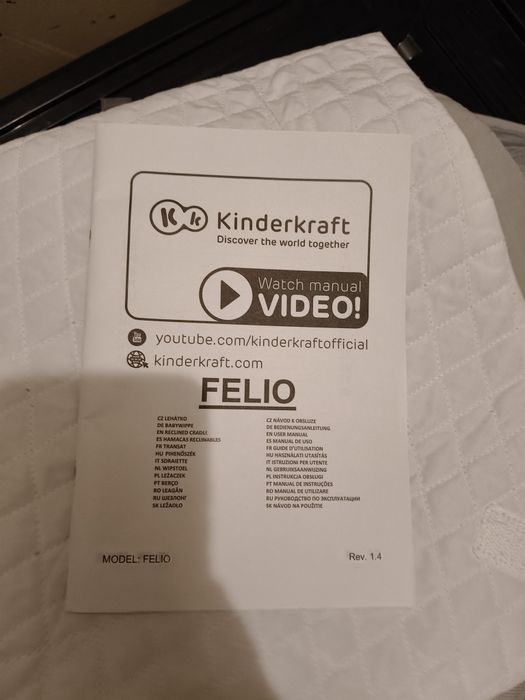 Kk Kinderkraft
Discover the world together
Watch manual
VIDEO!
You Tube youtube.com/kinderkraftofficial
kinderkraft.com
FELIO
CZ LEHÁTKO
DE BABYWIPPE
EN RECLINED CRADLE
ES HAMACAS RECLINABLES
FR TRANSAT
HU PIHENŐSZÉK
IT SDRAIETTE
NL WIPSTOEL
PL LEŻACZEK
PT BERÇO
RO LEAGĂN
RU ШЕЗЛОНГ
SK LEŽADLO
CZ NÁVOD K OBSLUZE
DE BEDIENUNGSANLEITUNG
EN USER MANUAL
ES MANUAL DE USO
FR GUIDE D'UTILISATION
HU HASZNÁLATI UTASÍTÁS
IT ISTRUZIONI PER UTENTE
NL GEBRUIKSAANWIJZING
PL INSTRUKCJA OBSŁUGI
PT MANUAL DE INSTRUÇÕES
RO MANUAL DE UTILIZARE
RU РУКОВОДСТВО ПО ЭКСПЛУАТАЦИИ
SK NÁVOD NA POUŽITIE
MODEL: FELIO
Rev. 1.4